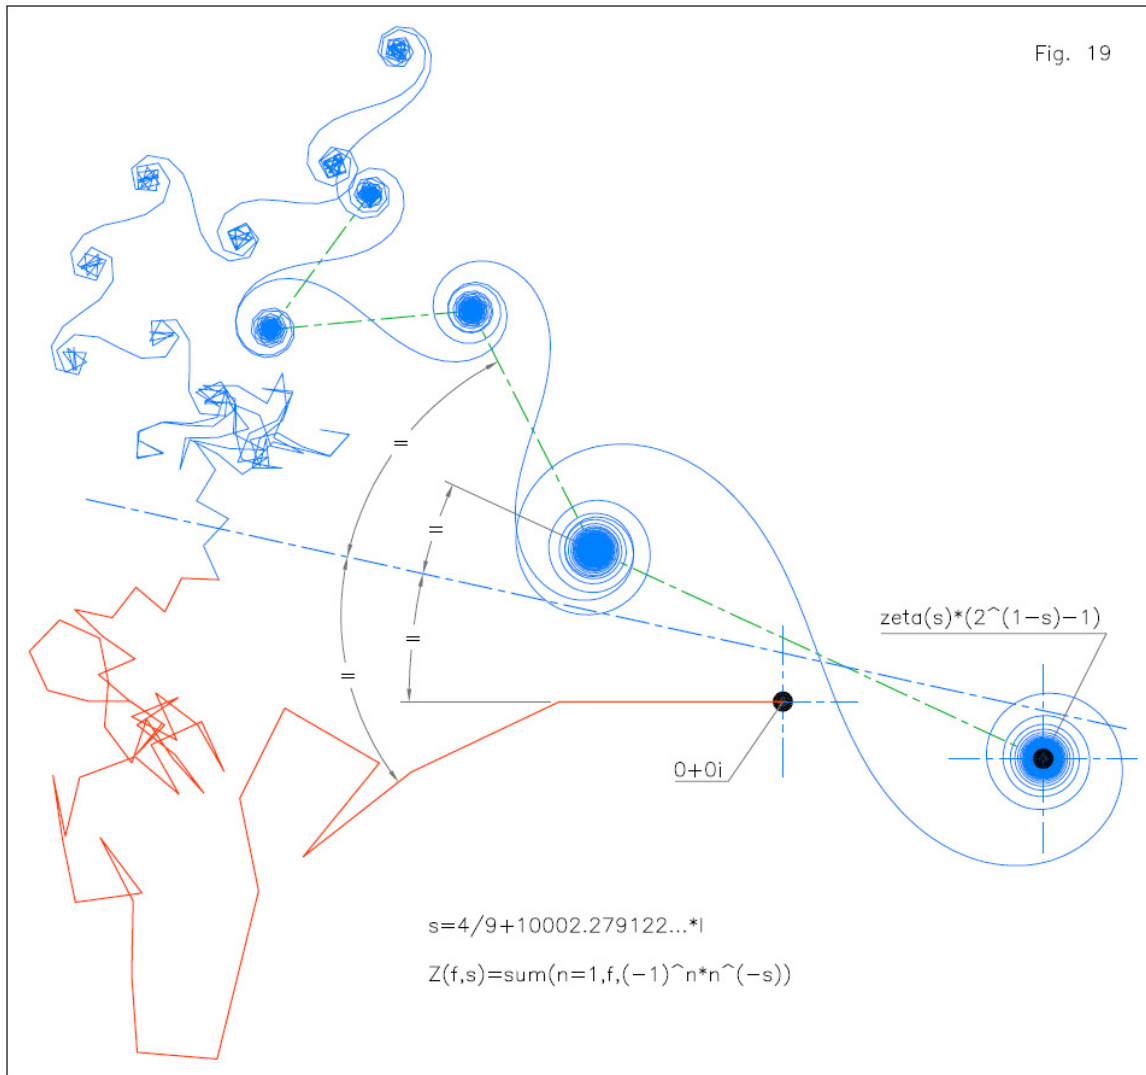 Fig. 19
=
=
=
=
zeta(s)*(2^(1-s)-1)
0+0i
s=4/9+10002.279122...*I
Z(f,s)=sum(n=1,f,(-1)^n*n^(-s))